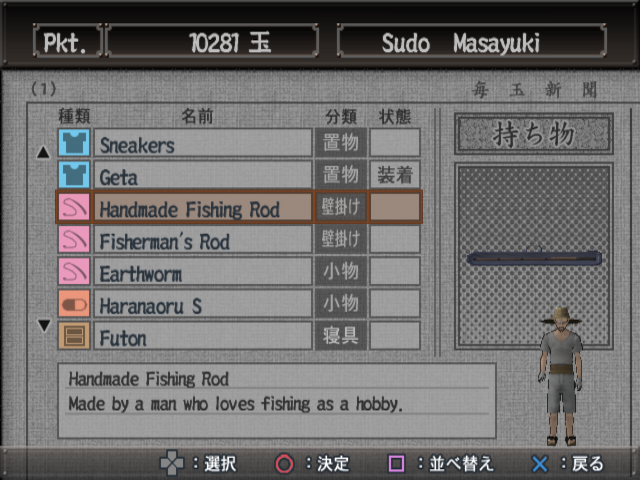 Pkt. 10281 玉 Sudo Masayuki
(1) 毎玉新聞
種類 名前 分類 状態
持ち物
Sneakers 置物
Geta 置物 装着
Handmade Fishing Rod 壁掛け
Fisherman's Rod 壁掛け
Earthworm 小物
Haranaoru S 小物
Futon 寝具
Handmade Fishing Rod
Made by a man who loves fishing as a hobby.
：選択 ：決定 ：並べ替え ：戻る